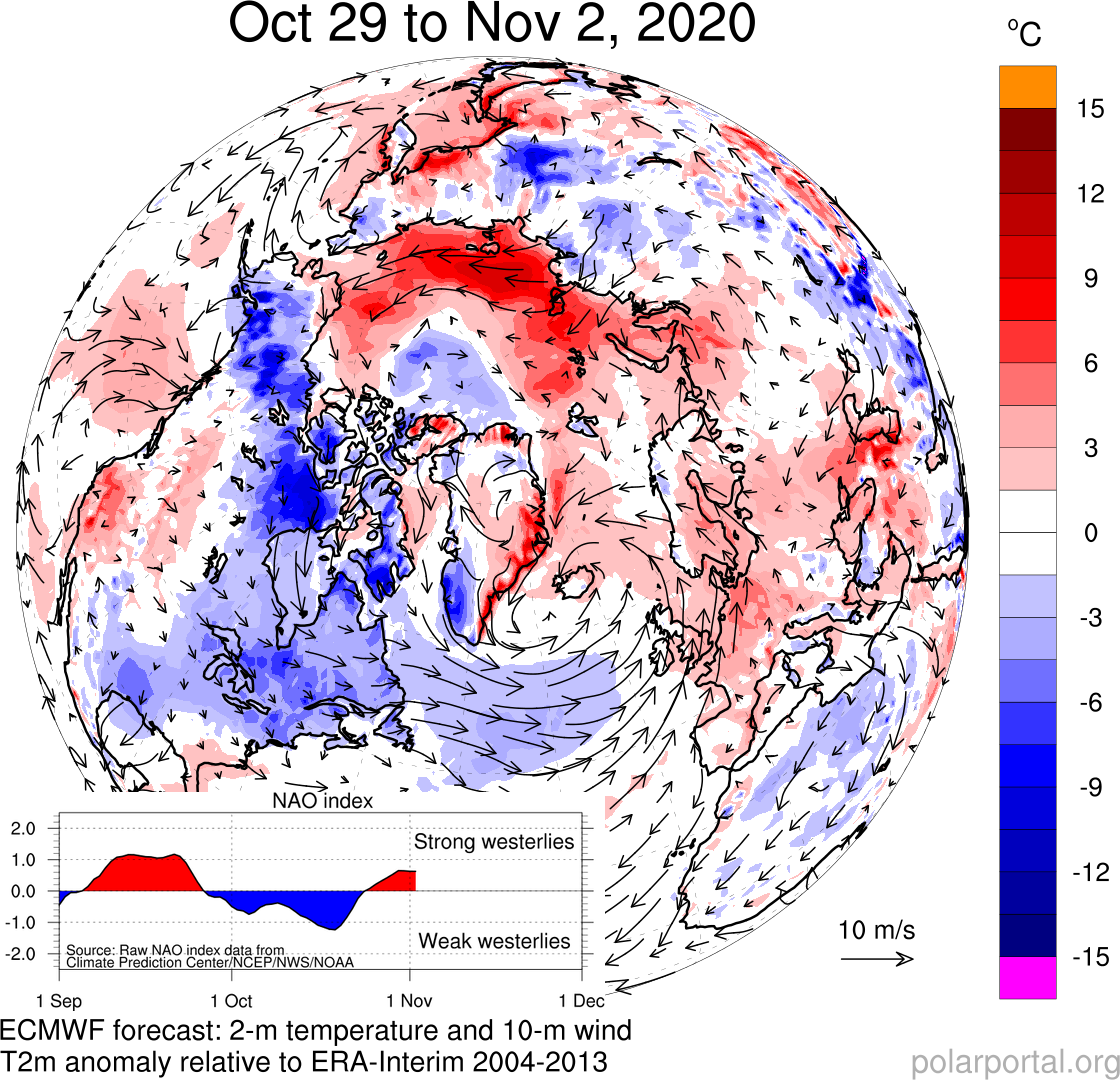 Oct 29 to Nov 2, 2020
oC
15
12
9
6
3
0
-3
-6
-9
-12
-15
NAO index
2.0
1.0
0.0
-1.0
-2.0
Strong westerlies
Weak westerlies
Source: Raw NAO index data from
Climate Prediction Center/NCEP/NWS/NOAA
1 Sep 1 Oct 1 Nov 1 Dec
10 m/s
ECMWF forecast: 2-m temperature and 10-m wind
T2m anomaly relative to ERA-Interim 2004-2013
polarportal.org